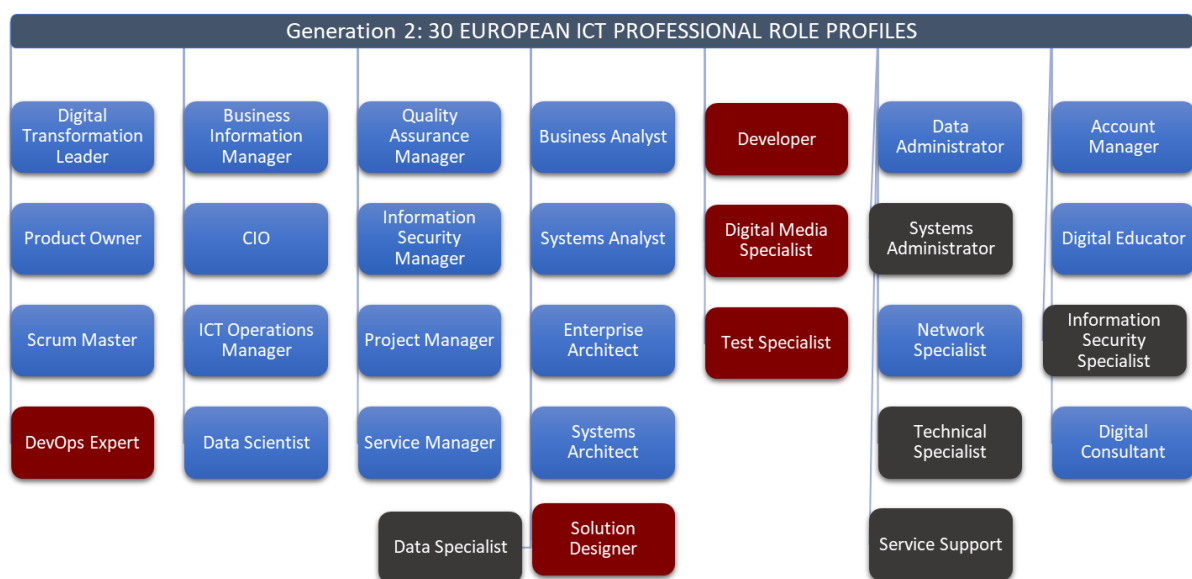 Generation 2: 30 EUROPEAN ICT PROFESSIONAL ROLE PROFILES
Digital
Transformation
Leader
Product Owner
Scrum Master
DevOps Expert
Business
Information
Manager
CIO
ICT Operations
Manager
Data Scientist
Quality
Assurance
Manager
Information
Security
Manager
Project Manager
Service Manager
Business Analyst
Systems Analyst
Enterprise
Architect
Systems
Architect
Data Specialist
Solution
Designer
Developer
Digital Media
Specialist
Test Specialist
Data
Administrator
Systems
Administrator
Network
Specialist
Technical
Specialist
Service Support
Account
Manager
Digital Educator
Information
Security
Specialist
Digital
Consultant